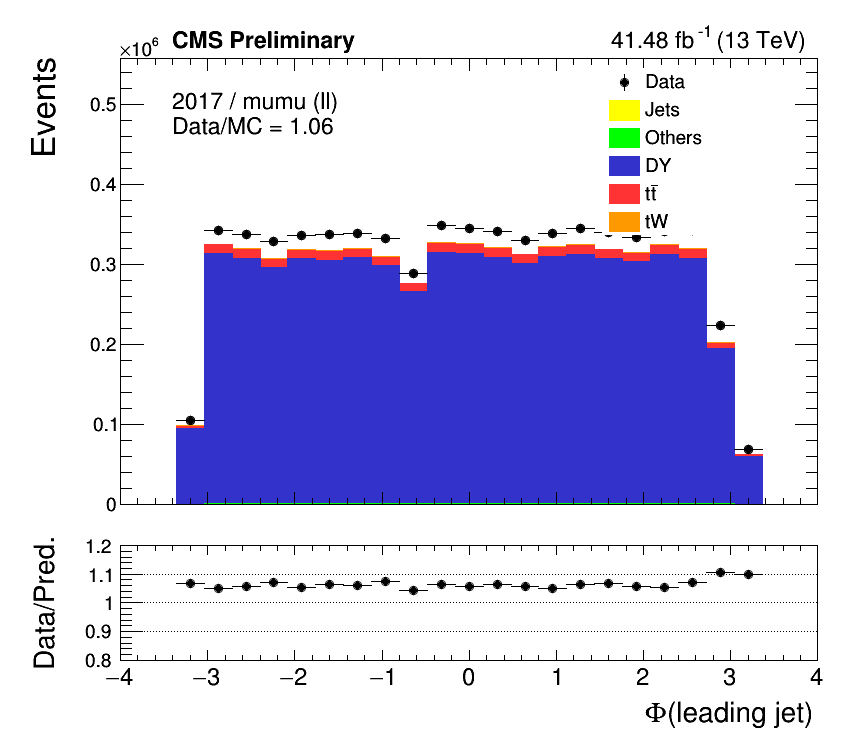 ×10⁶ CMS Preliminary 41.48 fb⁻¹ (13 TeV)
Events
2017 / mumu (ll)
Data/MC = 1.06
Data
Jets
Others
DY
tt̄
tW
0.5
0.4
0.3
0.2
0.1
0
Data/Pred.
1.2
1.1
1
0.9
0.8
−4 −3 −2 −1 0 1 2 3 4
Φ(leading jet)